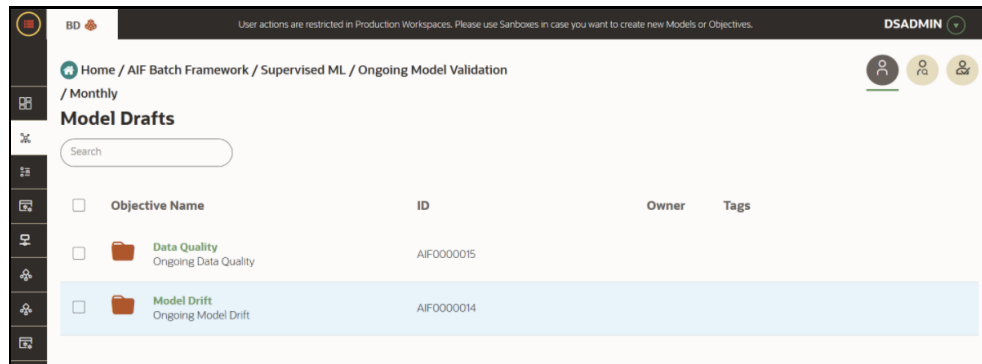 BD
User actions are restricted in Production Workspaces. Please use Sanboxes in case you want to create new Models or Objectives.
DSADMIN
Home / AIF Batch Framework / Supervised ML / Ongoing Model Validation
/ Monthly
Model Drafts
Search
Objective Name ID Owner Tags
Data Quality
Ongoing Data Quality
AIF0000015
Model Drift
Ongoing Model Drift
AIF0000014